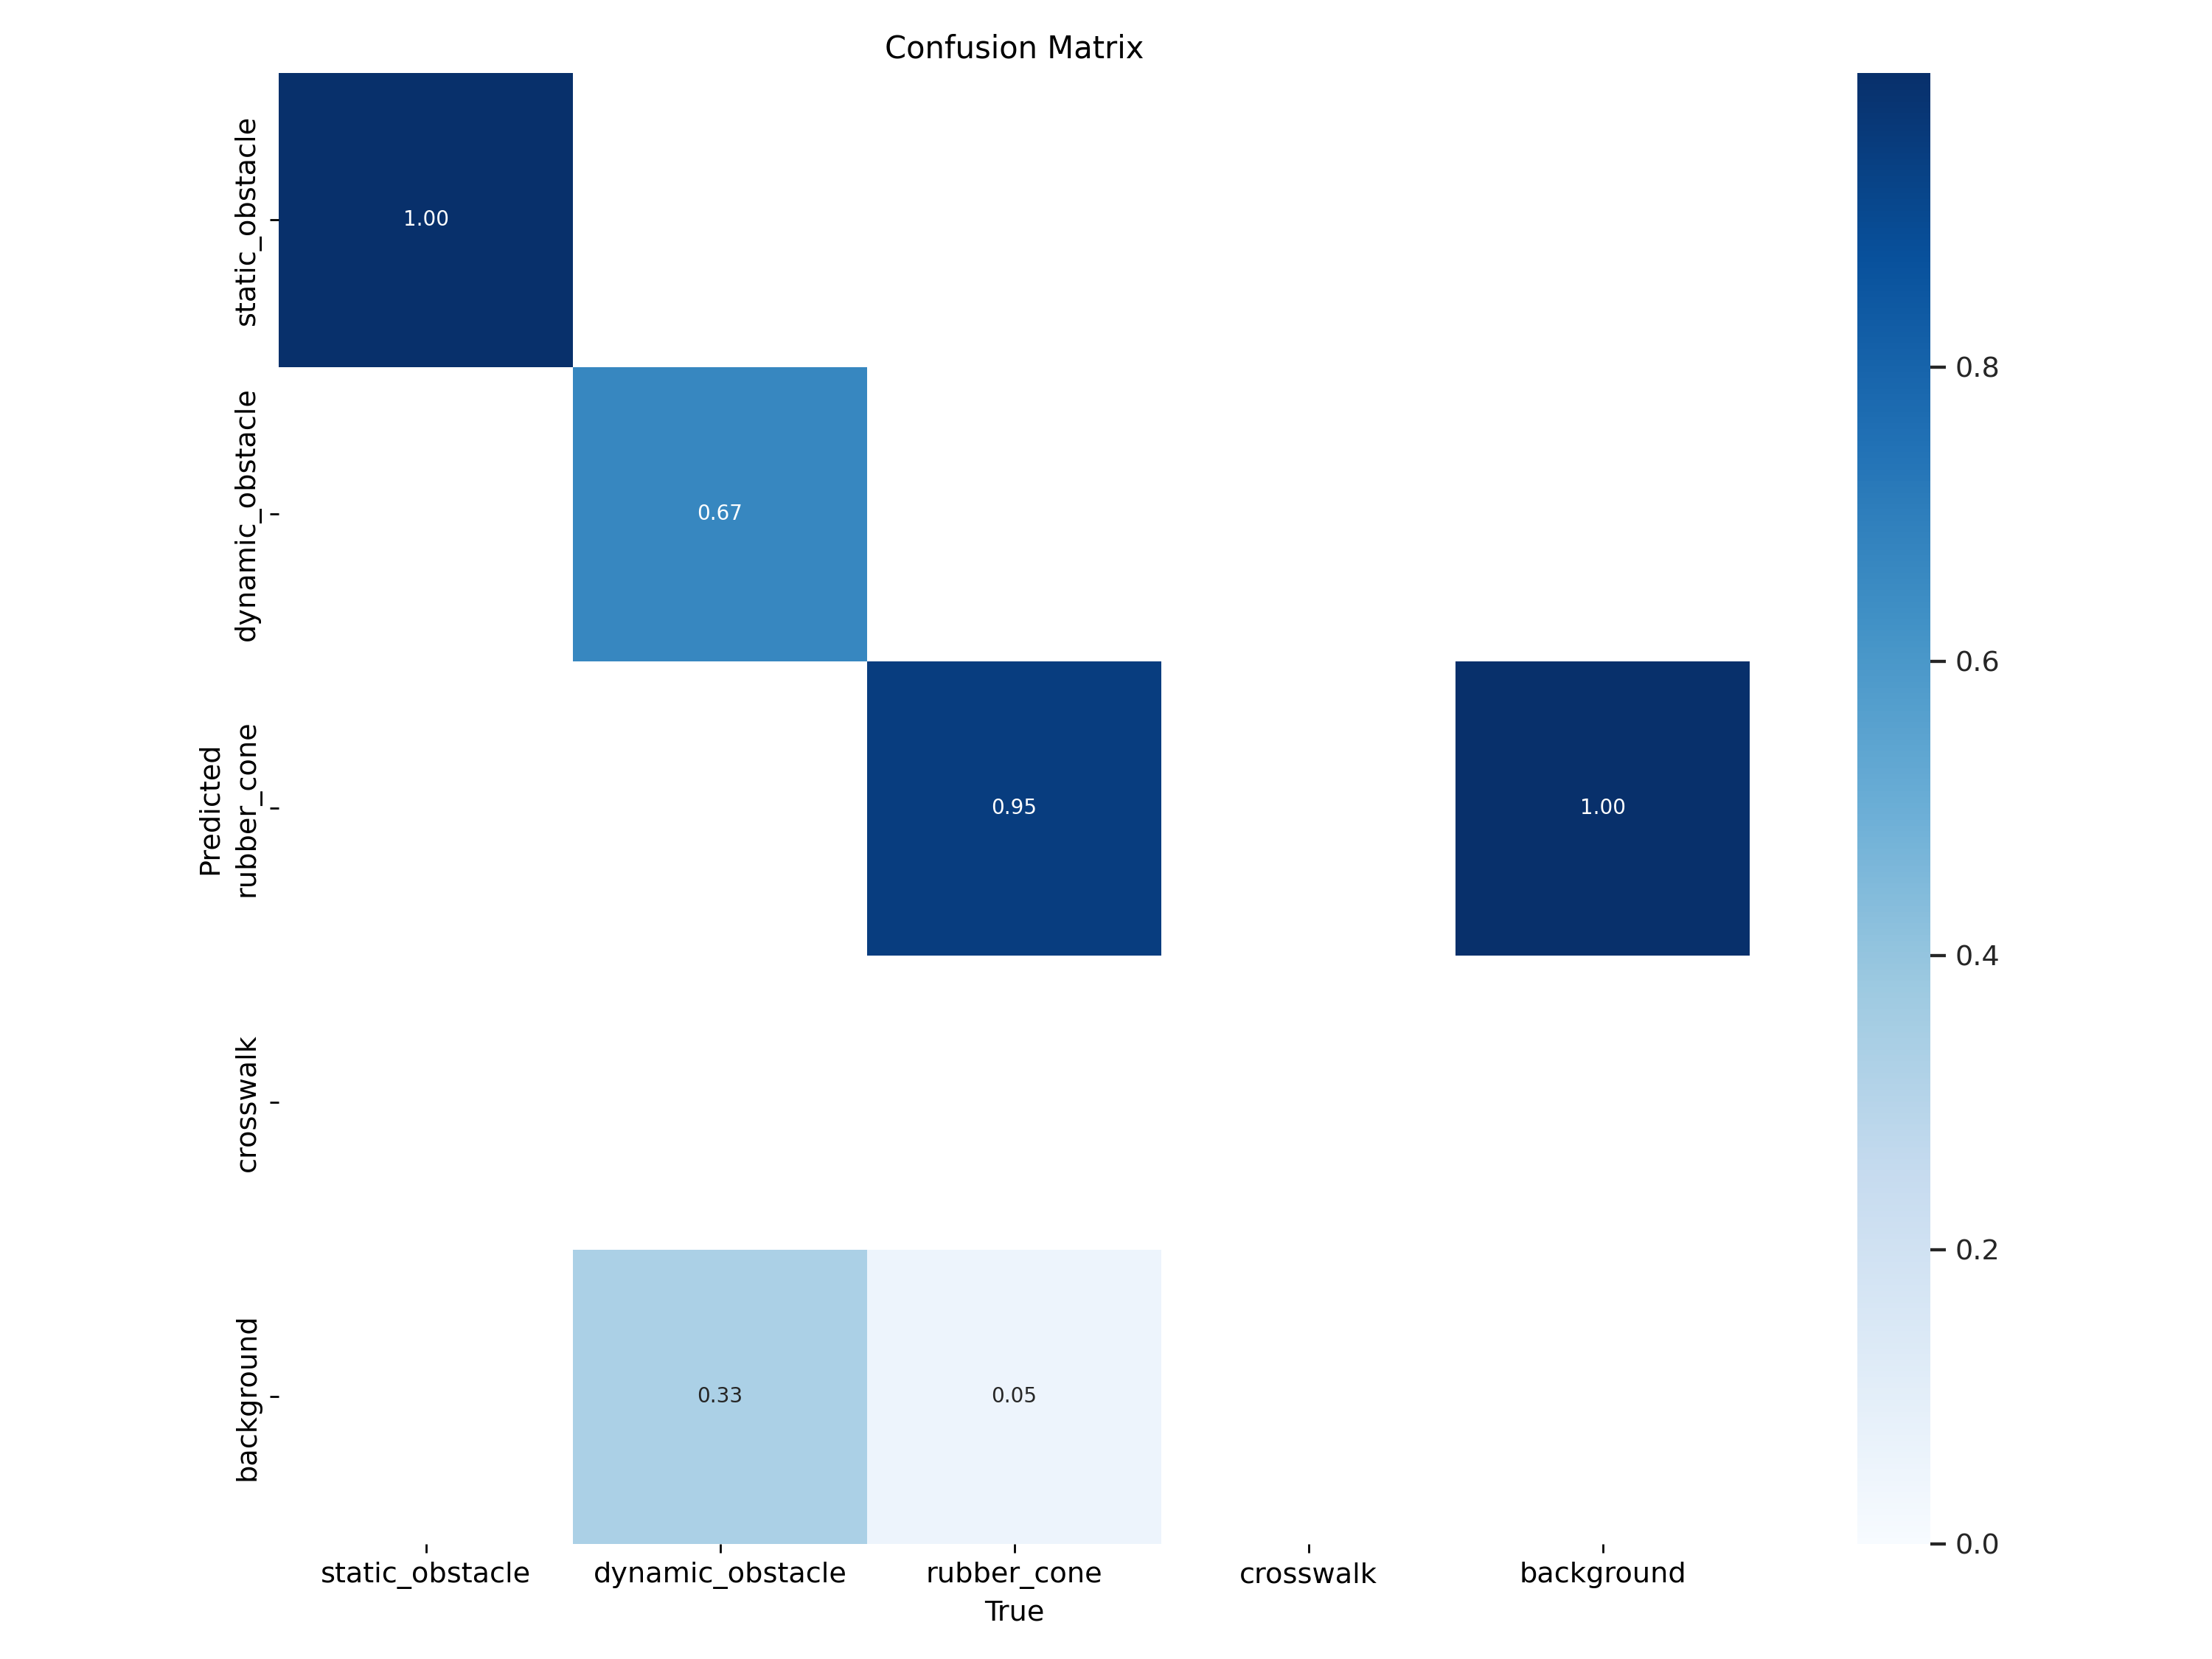 Confusion Matrix
static_obstacle
1.00
0.8
dynamic_obstacle
0.67
0.6
Predicted
rubber_cone
0.95
1.00
0.4
crosswalk
0.2
background
0.33
0.05
0.0
static_obstacle
dynamic_obstacle
rubber_cone
crosswalk
background
True